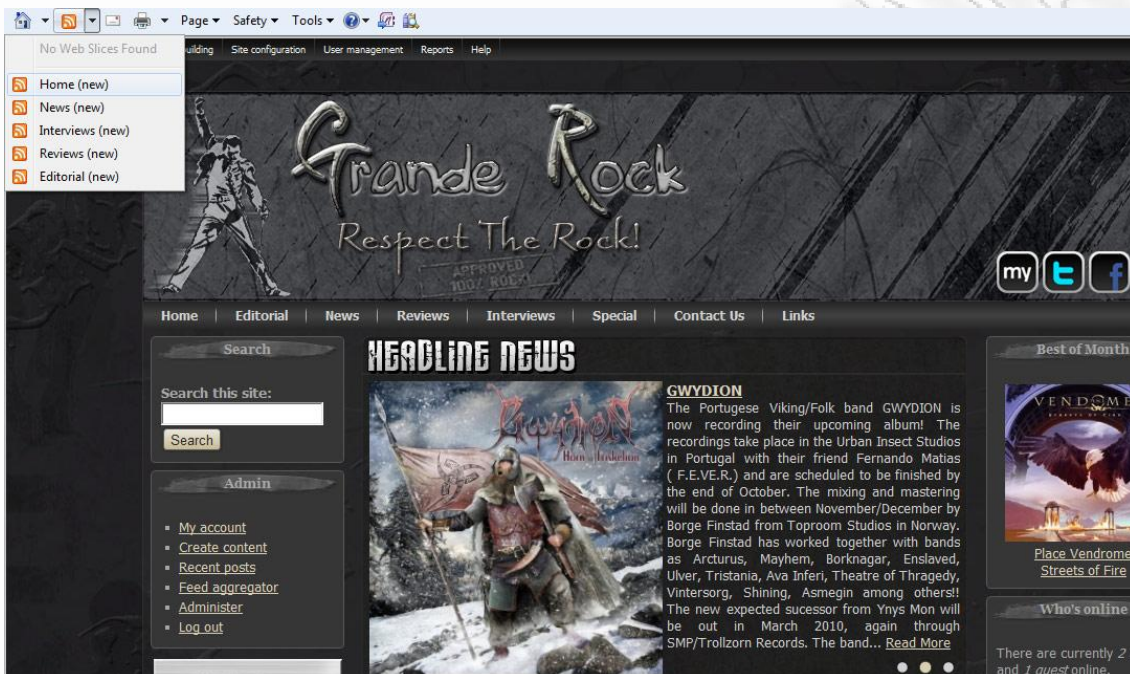 Page Safety Tools
No Web Slices Found
Home (new)
News (new)
Interviews (new)
Reviews (new)
Editorial (new)
uilding Site configuration User management Reports Help
Grande Rock
Respect The Rock!
APPROVED
100% ROCK!
my t f
Home | Editorial | News | Reviews | Interviews | Special | Contact Us | Links
Search
Search this site:
Search
Admin
My account
Create content
Recent posts
Feed aggregator
Administer
Log out
HEADLINE NEWS
Gwydion
Horn Triskelion
GWYDION
The Portugese Viking/Folk band GWYDION is
now recording their upcoming album! The
recordings take place in the Urban Insect Studios
in Portugal with their friend Fernando Matias
( F.E.VE.R.) and are scheduled to be finished by
the end of October. The mixing and mastering
will be done in between November/December by
Borge Finstad from Toproom Studios in Norway.
Borge Finstad has worked together with bands
as Arcturus, Mayhem, Borknagar, Enslaved,
Ulver, Tristania, Ava Inferi, Theatre of Thragedy,
Vintersorg, Shining, Asmegin among others!!
The new expected sucessor from Ynys Mon will
be out in March 2010, again through
SMP/Trollzorn Records. The band... Read More
Best of Month
VENDOME
Place Vendrome
Streets of Fire
Who's online
There are currently 2
and 1 guest online.